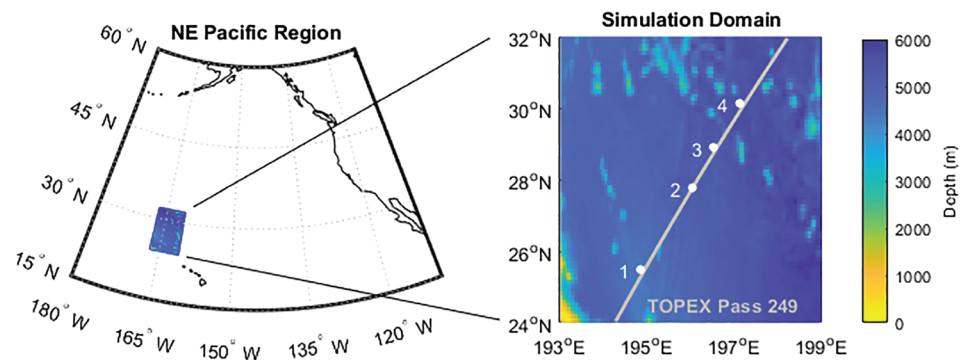 NE Pacific Region
60°N
45°N
30°N
15°N
180°W
165°W
150°W
135°W
120°W
Simulation Domain
32°N
30°N
28°N
26°N
24°N
193°E
195°E
197°E
199°E
4
3
2
1
TOPEX Pass 249
6000
5000
4000
3000
2000
1000
0
Depth (m)